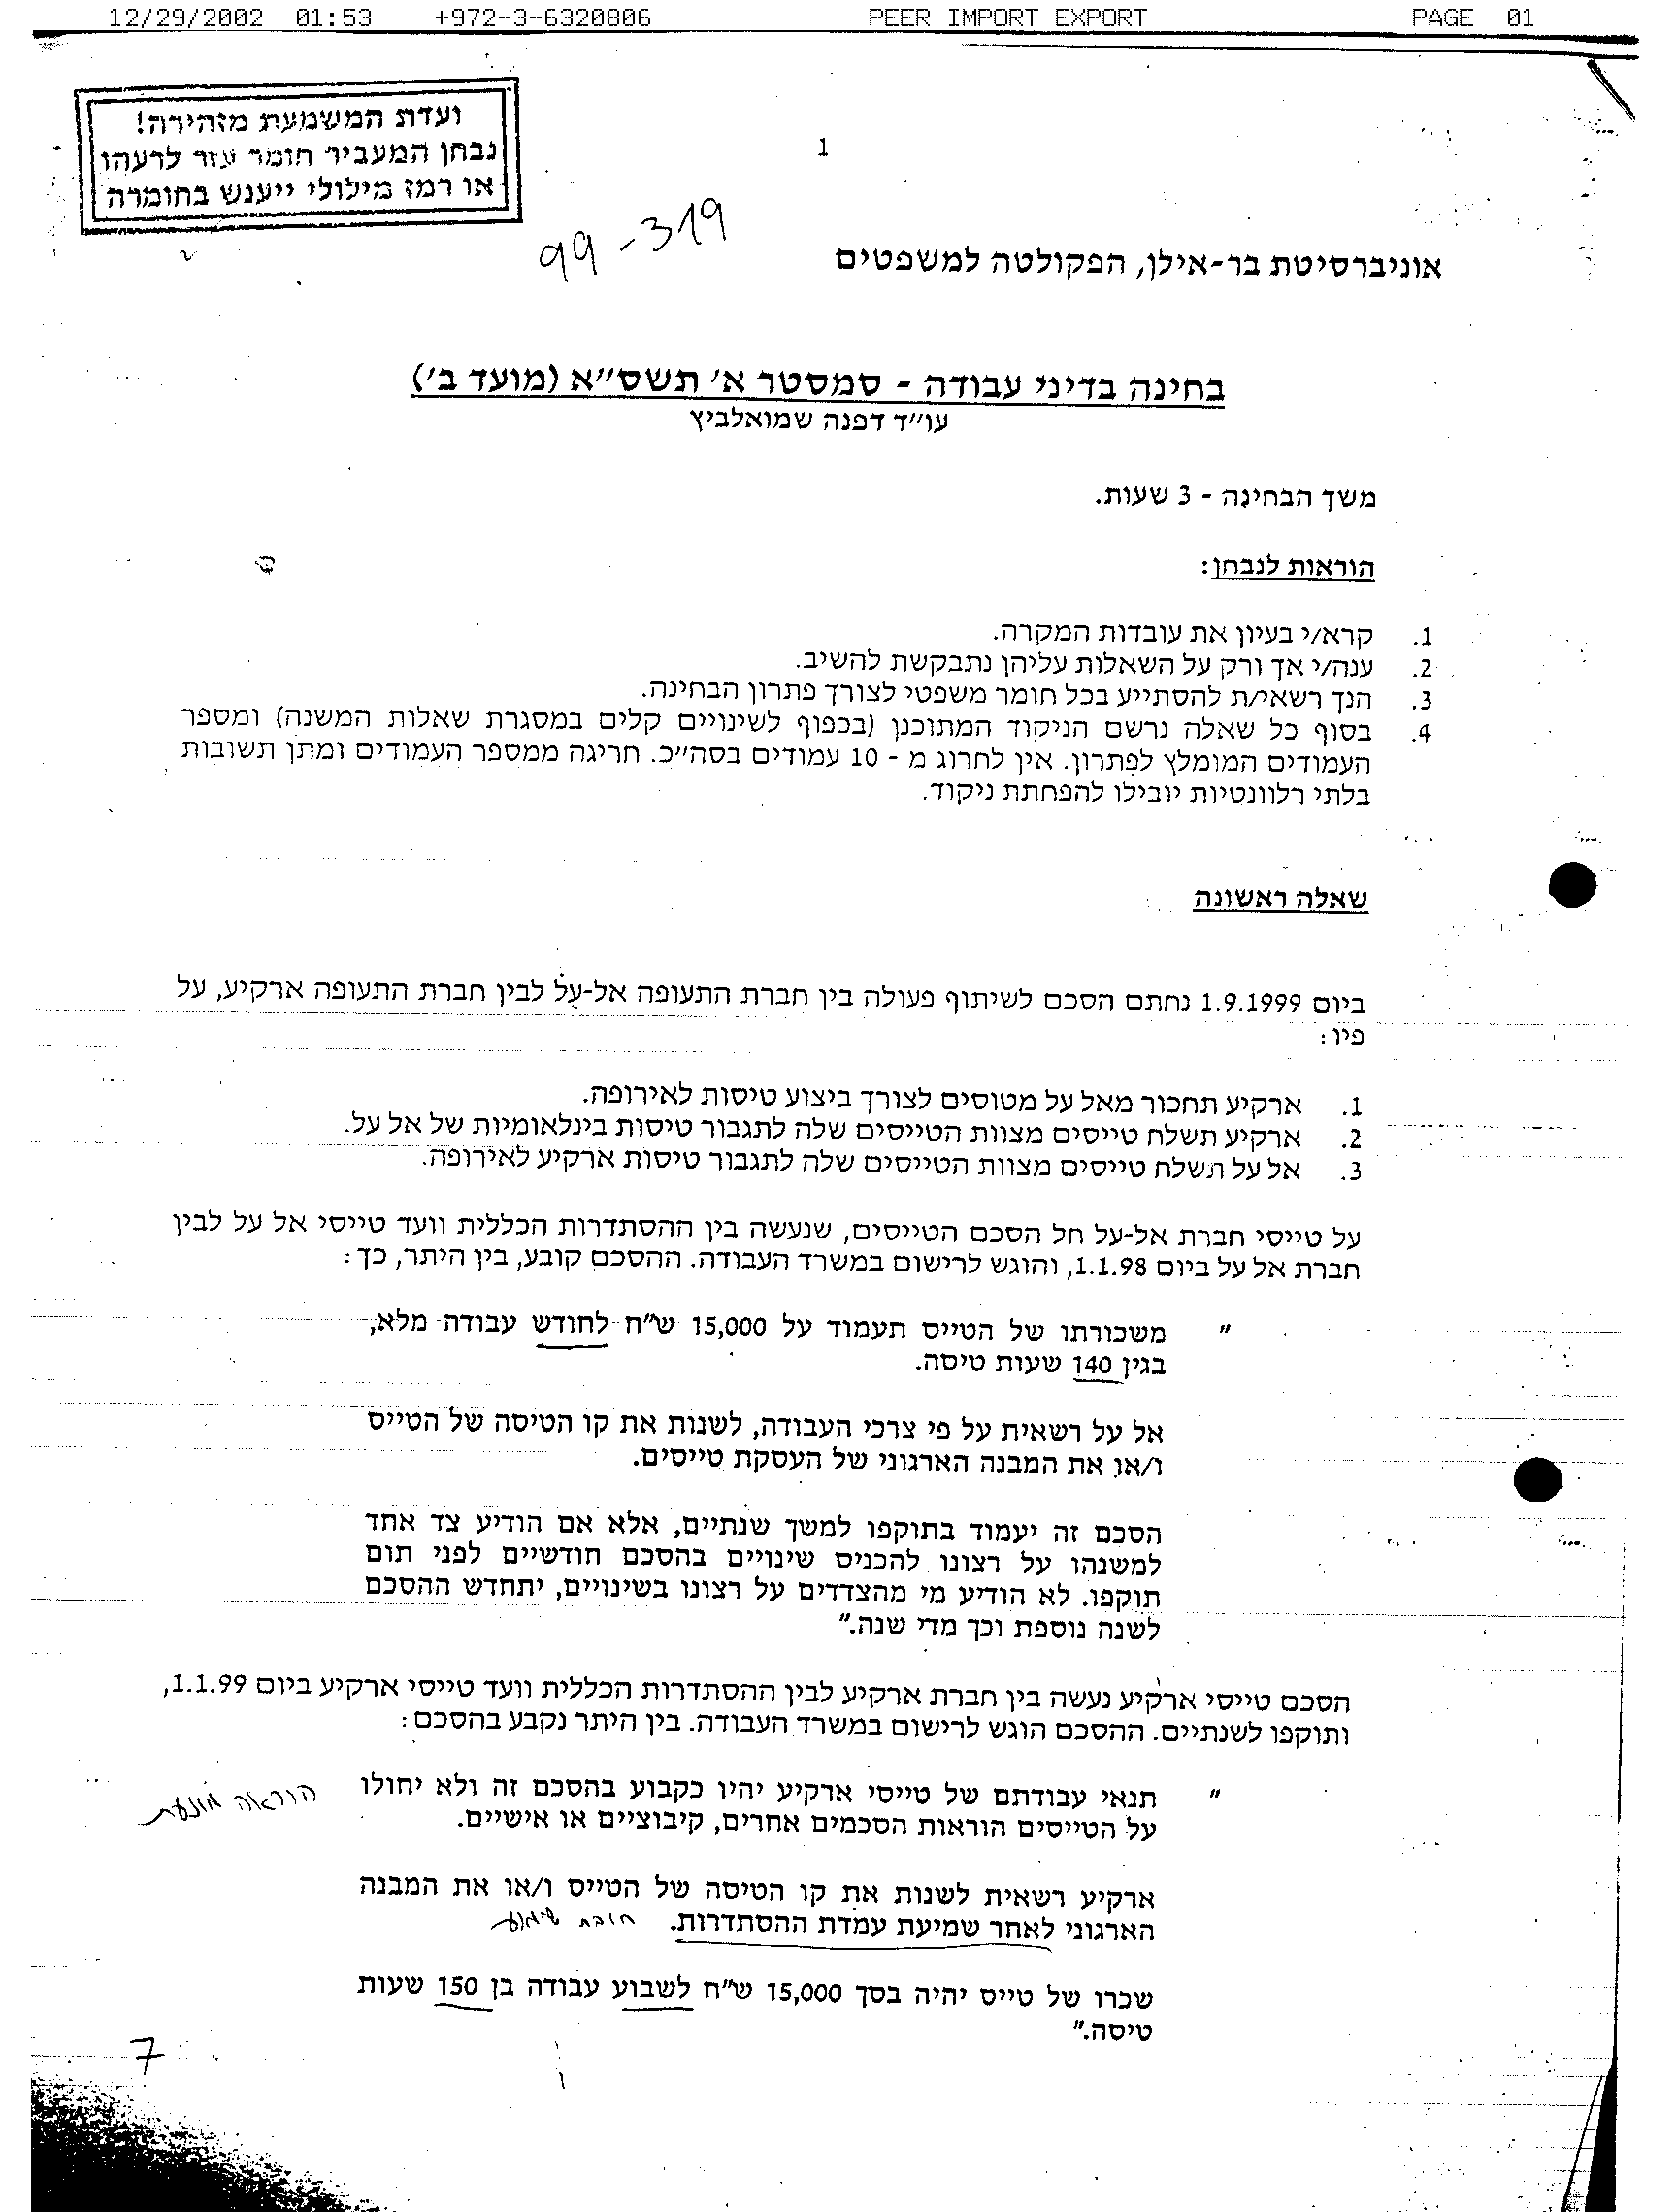 12/29/2002 01:53 +972-3-6320806 PEER IMPORT EXPORT PAGE 01
ועדת המשמעת מזהירה!
נבחן המעביר חומר עזר לרעהו
או רמז מילולי ייענש בחומרה
1
99-319
אוניברסיטת בר-אילן, הפקולטה למשפטים
בחינה בדיני עבודה - סמסטר א' תשס"א (מועד ב')
עו"ד דפנה שמואלביץ
משך הבחינה - 3 שעות.
הוראות לנבחן:
1. קרא/י בעיון את עובדות המקרה.
2. ענה/י אך ורק על השאלות עליהן נתבקשת להשיב.
3. הנך רשאי/ת להסתייע בכל חומר משפטי לצורך פתרון הבחינה.
4. בסוף כל שאלה נרשם הניקוד המתוכנן (בכפוף לשינויים קלים במסגרת שאלות המשנה) ומספר
העמודים המומלץ לפתרון. אין לחרוג מ - 10 עמודים בסה"כ. חריגה ממספר העמודים ומתן תשובות
בלתי רלוונטיות יובילו להפחתת ניקוד.
שאלה ראשונה
ביום 1.9.1999 נחתם הסכם לשיתוף פעולה בין חברת התעופה אל-על לבין חברת התעופה ארקיע, על
פיו:
1. ארקיע תחכור מאל על מטוסים לצורך ביצוע טיסות לאירופה.
2. ארקיע תשלח טייסים מצוות הטייסים שלה לתגבור טיסות בינלאומיות של אל על.
3. אל על תשלח טייסים מצוות הטייסים שלה לתגבור טיסות ארקיע לאירופה.
על טייסי חברת אל-על חל הסכם הטייסים, שנעשה בין ההסתדרות הכללית וועד טייסי אל על לבין
חברת אל על ביום 1.1.98, והוגש לרישום במשרד העבודה. ההסכם קובע, בין היתר, כך:
" משכורתו של הטייס תעמוד על 15,000 ש"ח לחודש עבודה מלא,
בגין 140 שעות טיסה.
אל על רשאית על פי צרכי העבודה, לשנות את קו הטיסה של הטייס
ו/או את המבנה הארגוני של העסקת טייסים.
הסכם זה יעמוד בתוקפו למשך שנתיים, אלא אם הודיע צד אחד
למשנהו על רצונו להכניס שינויים בהסכם חודשיים לפני תום
תוקפו. לא הודיע מי מהצדדים על רצונו בשינויים, יתחדש ההסכם
לשנה נוספת וכך מדי שנה."
הסכם טייסי ארקיע נעשה בין חברת ארקיע לבין ההסתדרות הכללית וועד טייסי ארקיע ביום 1.1.99,
ותוקפו לשנתיים. ההסכם הוגש לרישום במשרד העבודה. בין היתר נקבע בהסכם:
" תנאי עבודתם של טייסי ארקיע יהיו כקבוע בהסכם זה ולא יחולו הוראה מונעת
על הטייסים הוראות הסכמים אחרים, קיבוציים או אישיים.
ארקיע רשאית לשנות את קו הטיסה של הטייס ו/או את המבנה
הארגוני לאחר שמיעת עמדת ההסתדרות. חובת
שכרו של טייס יהיה בסך 15,000 ש"ח לשבוע עבודה בן 150 שעות
טיסה."
7